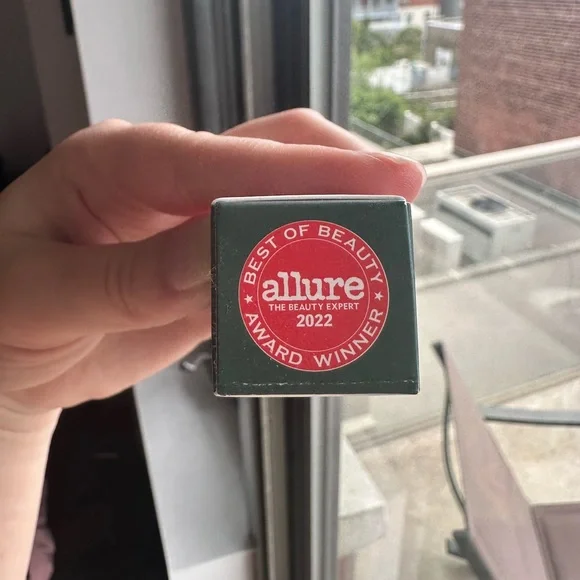 BEST OF BEAUTY
allure
THE BEAUTY EXPERT
2022
AWARD WINNER